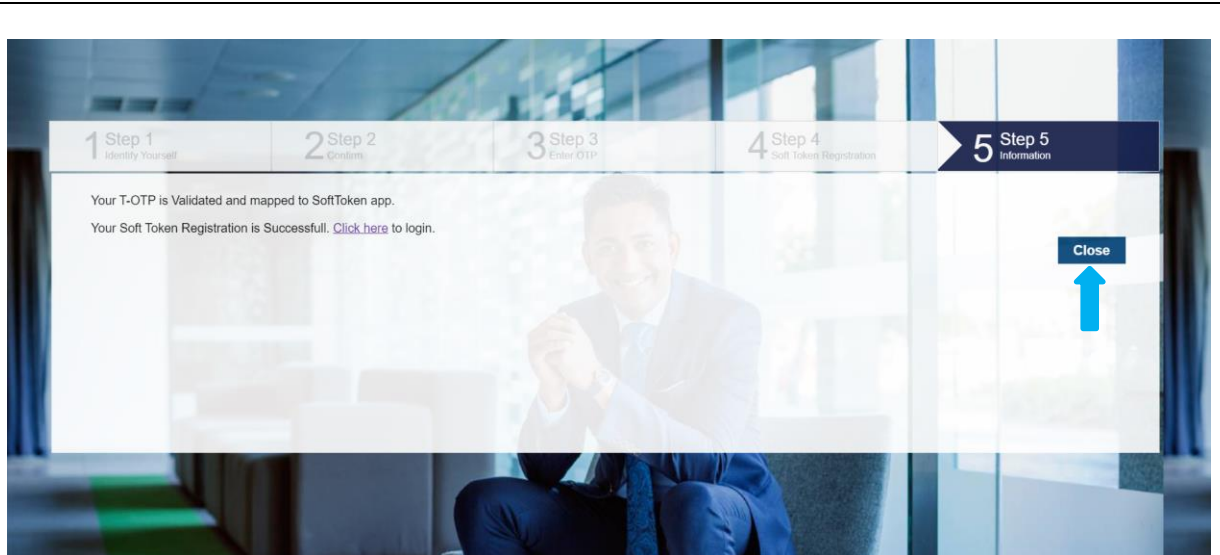 1 Step 1
Identify Yourself
2 Step 2
Confirm
3 Step 3
Enter OTP
4 Step 4
Soft Token Registration
5 Step 5
Information
Your T-OTP is Validated and mapped to SoftToken app.
Your Soft Token Registration is Successfull. Click here to login.
Close